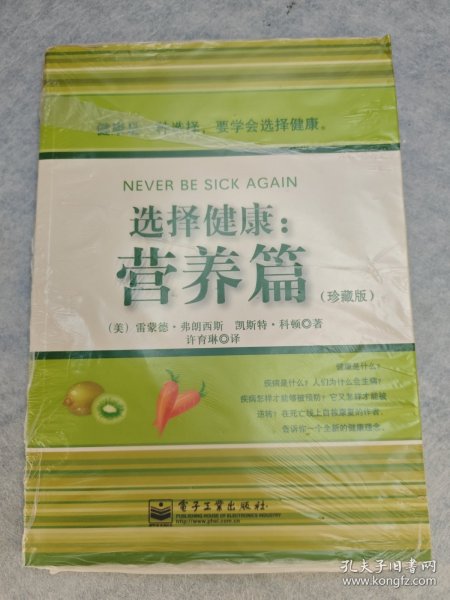 健康是一种选择，要学会选择健康。
NEVER BE SICK AGAIN
选择健康：
营养篇（珍藏版）
（美）雷蒙德·弗朗西斯 凯斯特·科顿◎著
许育琳◎译
健康是什么？
疾病是什么？人们为什么会生病？
疾病怎样才能够被预防？它又怎样才能被
逆转？在死亡线上自我康复的作者，
告诉你一个全新的健康理念。
電子工業出版社
PUBLISHING HOUSE OF ELECTRONICS INDUSTRY
http://www.phei.com.cn
孔夫子旧书网
www.kongfz.com